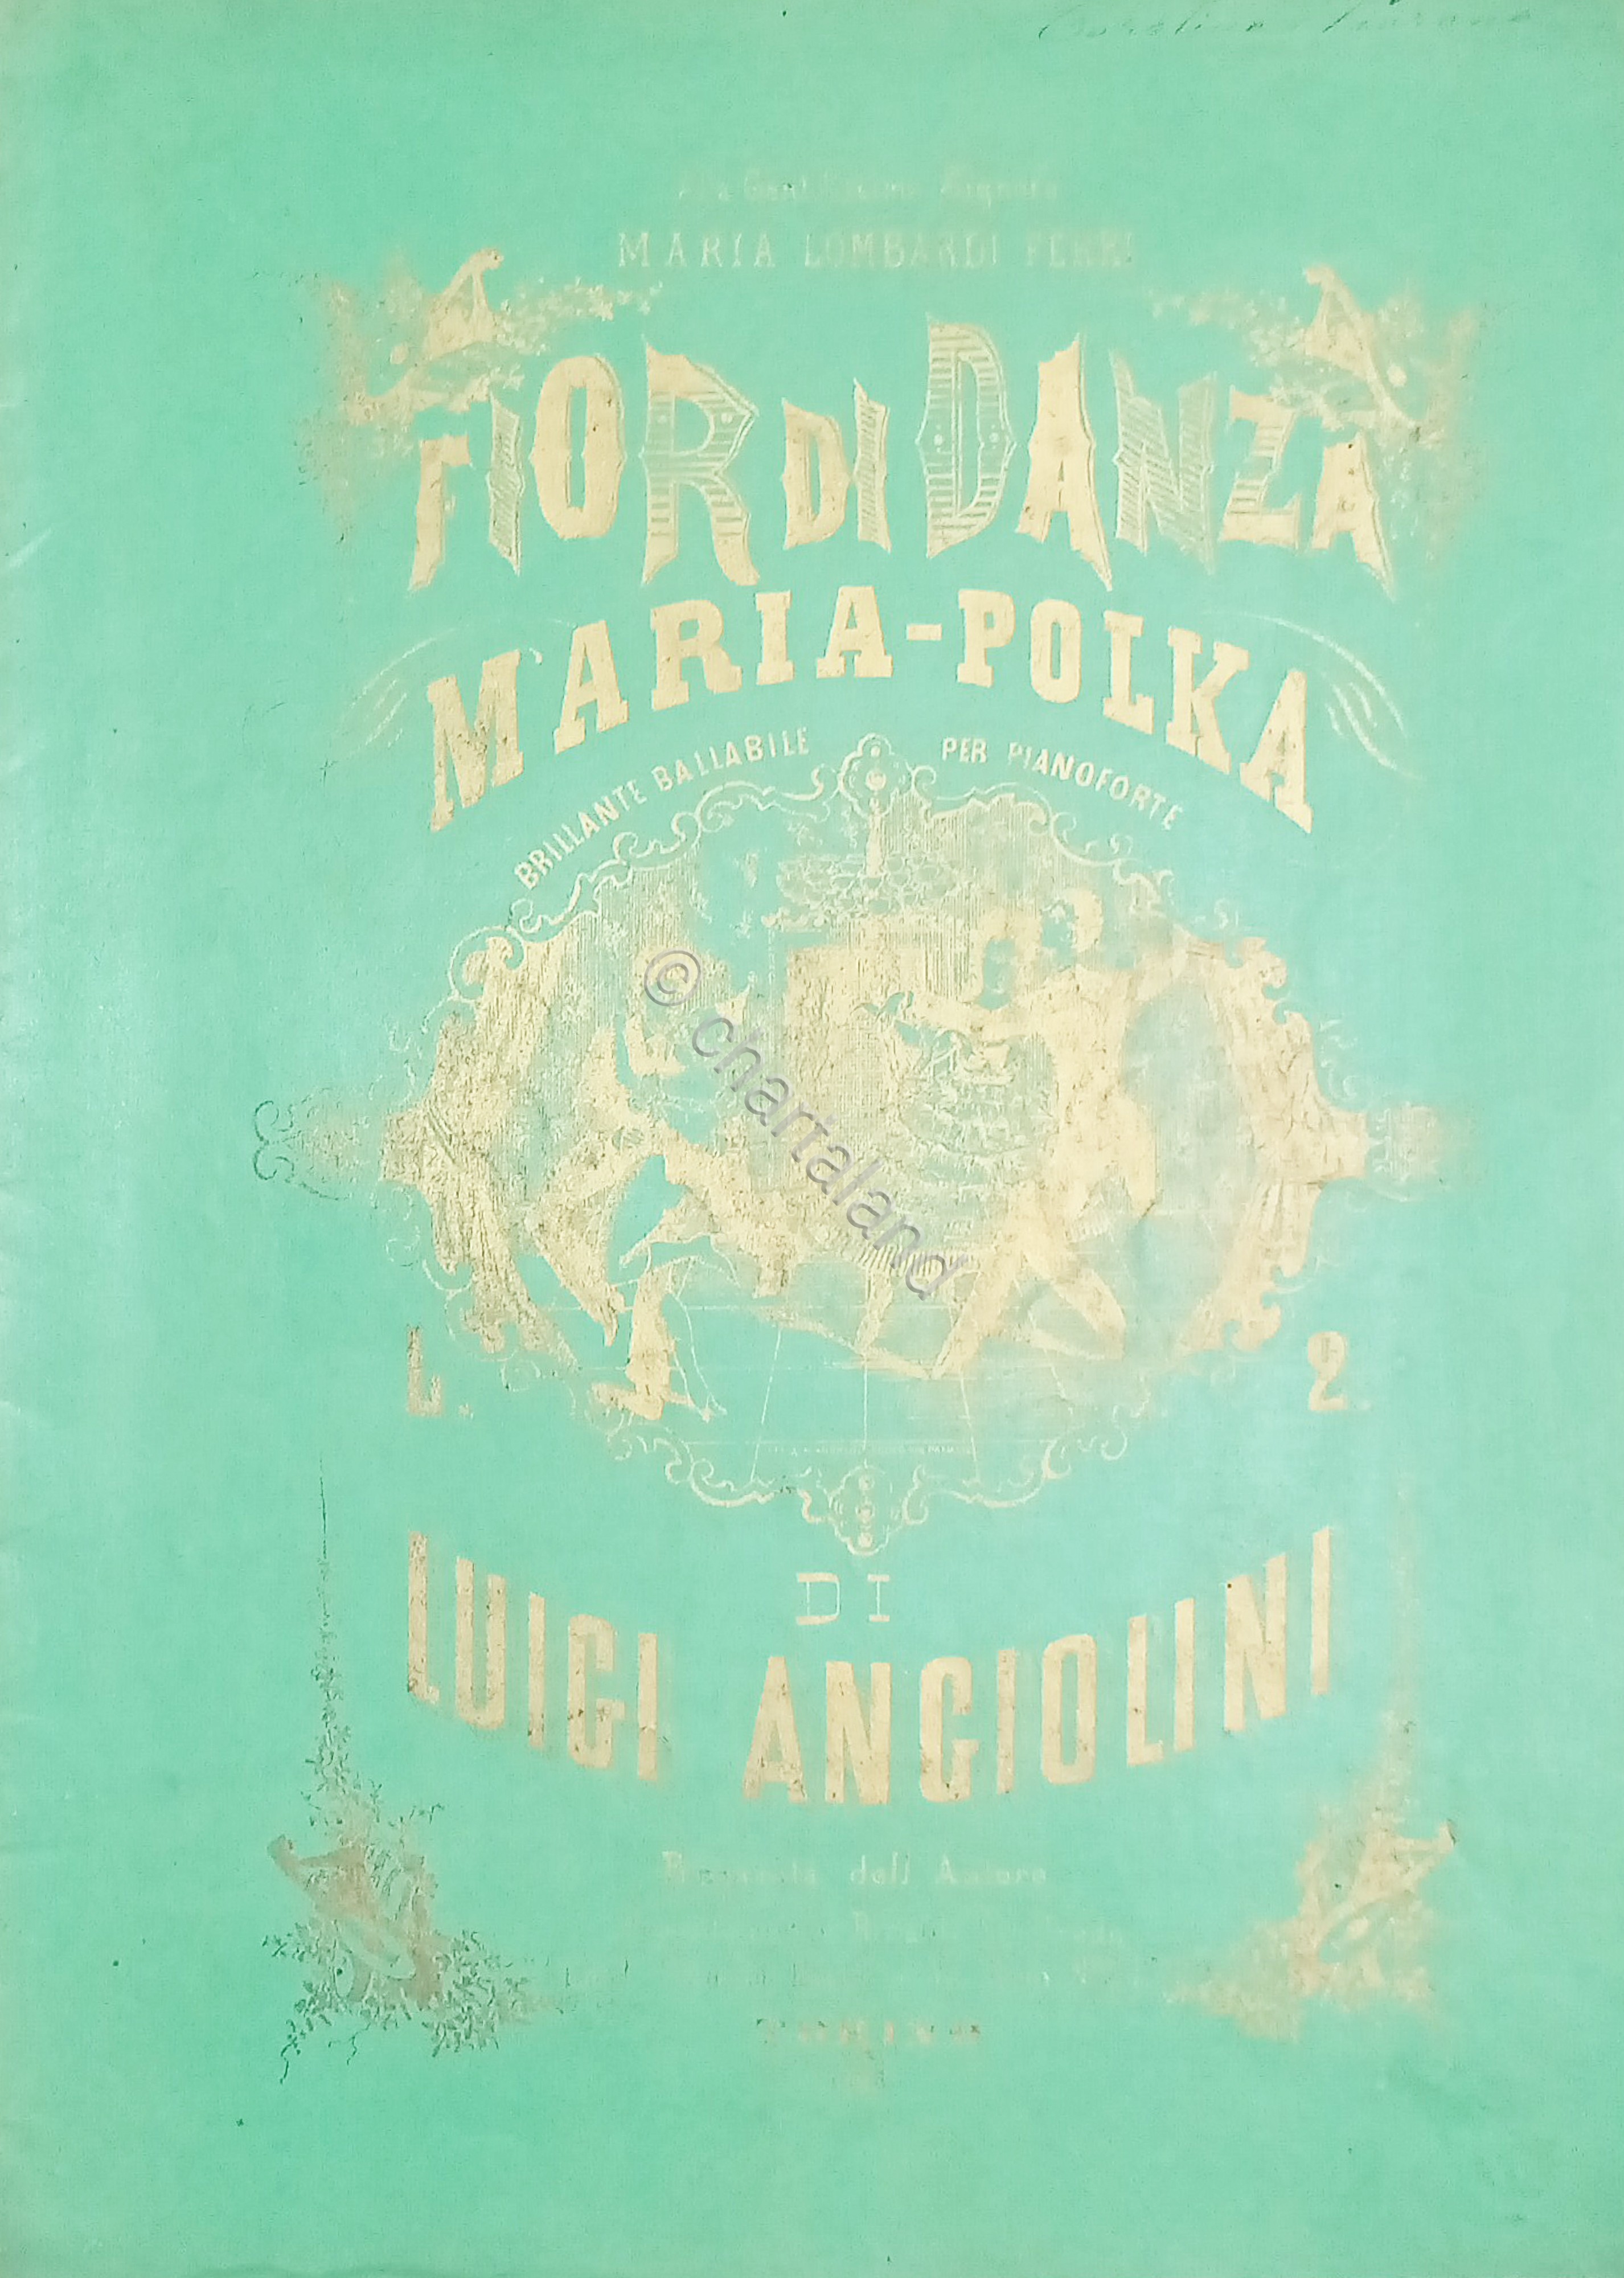 Gentilissima Signora
MARIA LOMBARDI FERRI
FIOR DI DANZA
MARIA-POLKA
BRILLANTE BALLABILE PER PIANOFORTE
© chartaland
L. 2.
DI
LUIGI ANGIOLINI
Proprietà dell Autore
TORINO